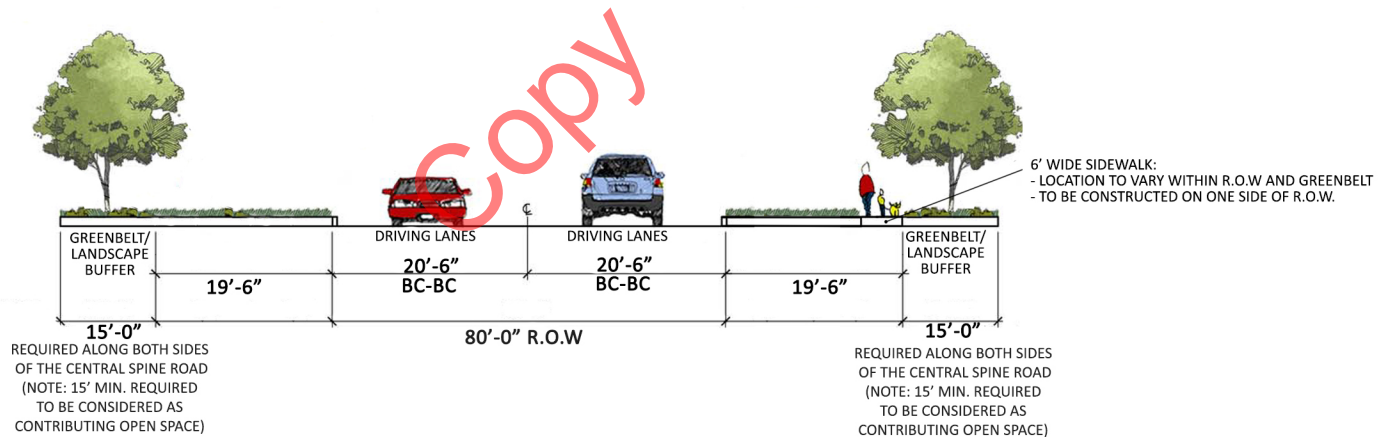 Copy
6' WIDE SIDEWALK:
- LOCATION TO VARY WITHIN R.O.W AND GREENBELT
- TO BE CONSTRUCTED ON ONE SIDE OF R.O.W.
℄
GREENBELT/
LANDSCAPE
BUFFER
DRIVING LANES
DRIVING LANES
GREENBELT/
LANDSCAPE
BUFFER
20'-6"
BC-BC
20'-6"
BC-BC
19'-6"
19'-6"
15'-0"
80'-0" R.O.W
15'-0"
REQUIRED ALONG BOTH SIDES
OF THE CENTRAL SPINE ROAD
(NOTE: 15' MIN. REQUIRED
TO BE CONSIDERED AS
CONTRIBUTING OPEN SPACE)
REQUIRED ALONG BOTH SIDES
OF THE CENTRAL SPINE ROAD
(NOTE: 15' MIN. REQUIRED
TO BE CONSIDERED AS
CONTRIBUTING OPEN SPACE)